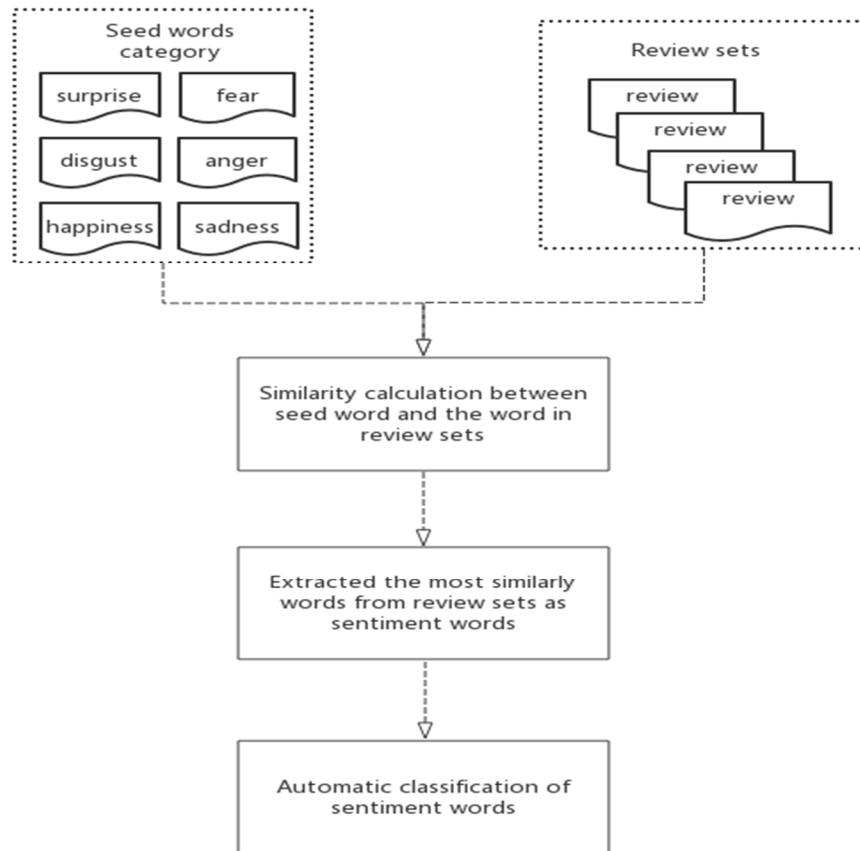 Seed words
category
surprise
fear
disgust
anger
happiness
sadness
Review sets
review
review
review
review
Similarity calculation between
seed word and the word in
review sets
Extracted the most similarly
words from review sets as
sentiment words
Automatic classification of
sentiment words